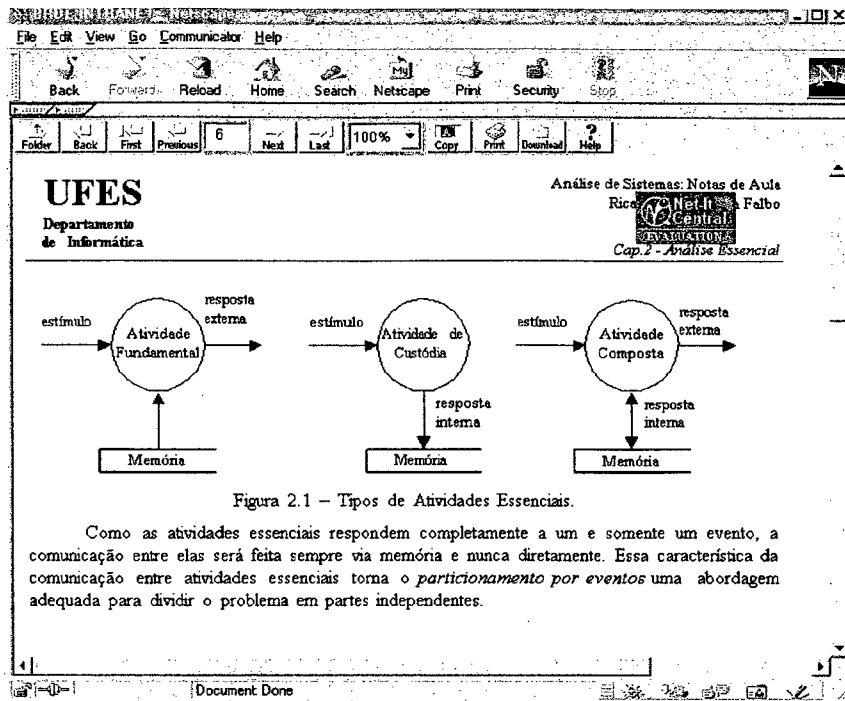 File Edit View Go Communicator Help
Back Forward Reload Home Search Netscape Print Security Stop
Folder Back First Previous 6 Next Last 100% Copy Print Download Help
UFES
Departamento
de Informática
Análise de Sistemas: Notas de Aula
Falbo
Net-It
Central
EVALUATION
Cap.2 - Análise Essencial
estímulo
Atividade
Fundamental
resposta
externa
Memória
estímulo
Atividade de
Custódia
resposta
interna
Memória
estímulo
Atividade
Composta
resposta
externa
resposta
interna
Memória
Figura 2.1 – Tipos de Atividades Essenciais.
Como as atividades essenciais respondem completamente a um e somente um evento, a
comunicação entre elas será feita sempre via memória e nunca diretamente. Essa característica da
comunicação entre atividades essenciais torna o particionamento por eventos uma abordagem
adequada para dividir o problema em partes independentes.
Document Done